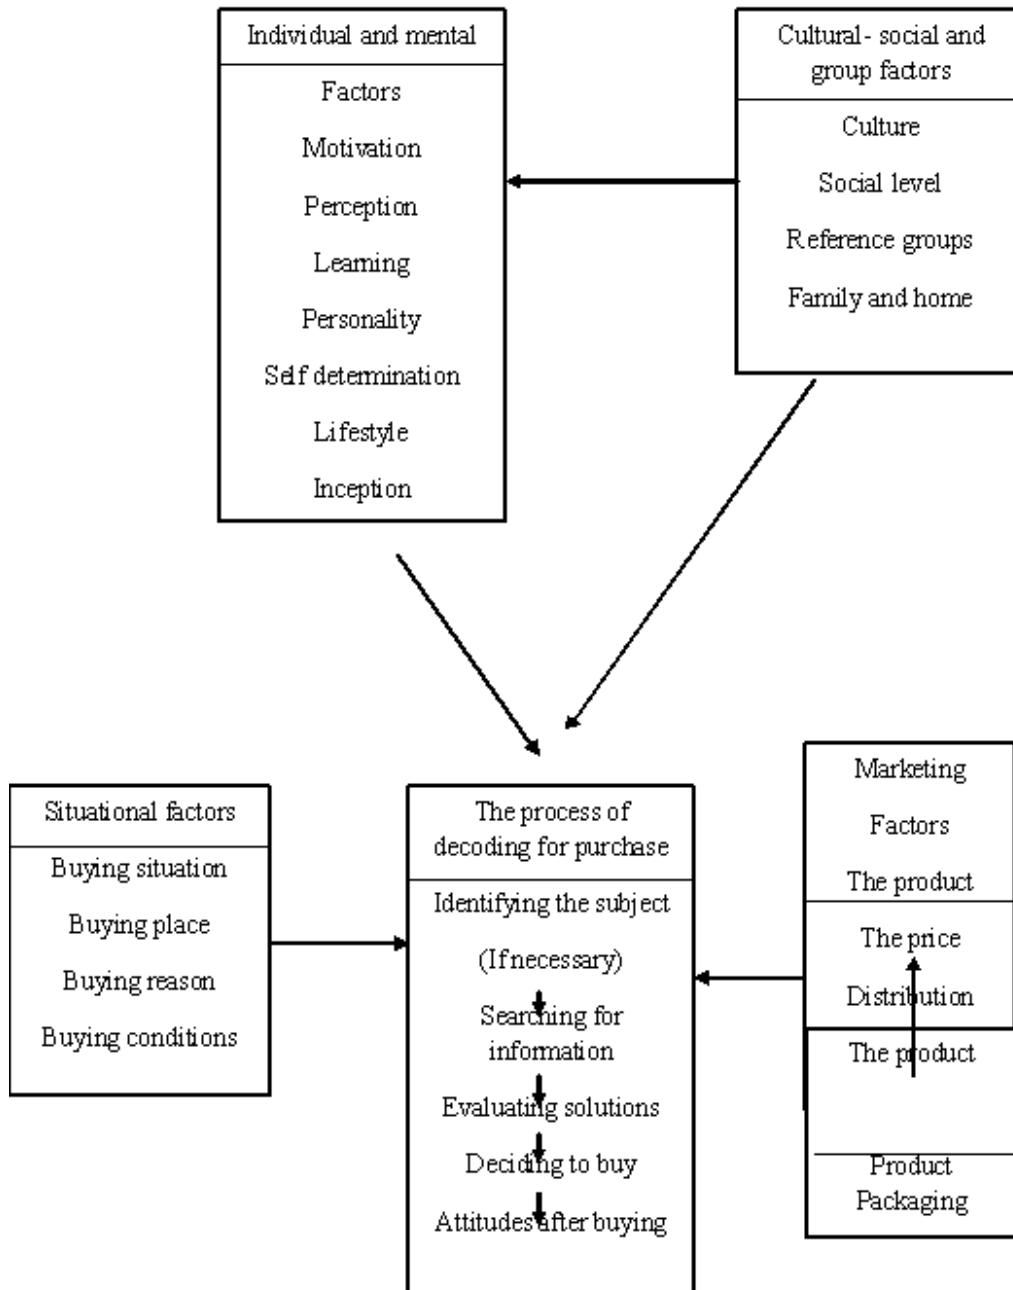 Individual and mental
Factors
Motivation
Perception
Learning
Personality
Self determination
Lifestyle
Inception
Cultural- social and
group factors
Culture
Social level
Reference groups
Family and home
Situational factors
Buying situation
Buying place
Buying reason
Buying conditions
The process of
decoding for purchase
Identifying the subject
(If necessary)
Searching for
information
Evaluating solutions
Deciding to buy
Attitudes after buying
Marketing
Factors
The product
The price
Distribution
The product
Product
Packaging